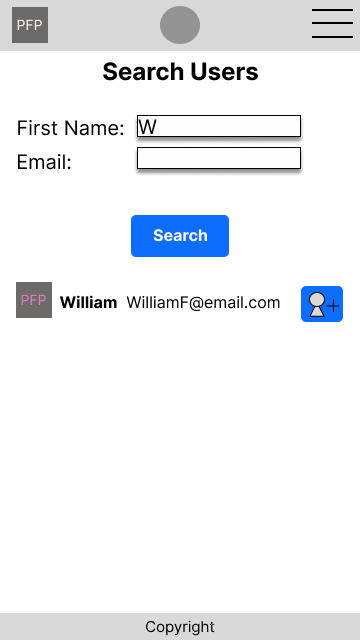 PFP
Search Users
First Name: W
Email:
Search
PFP William WilliamF@email.com
Copyright